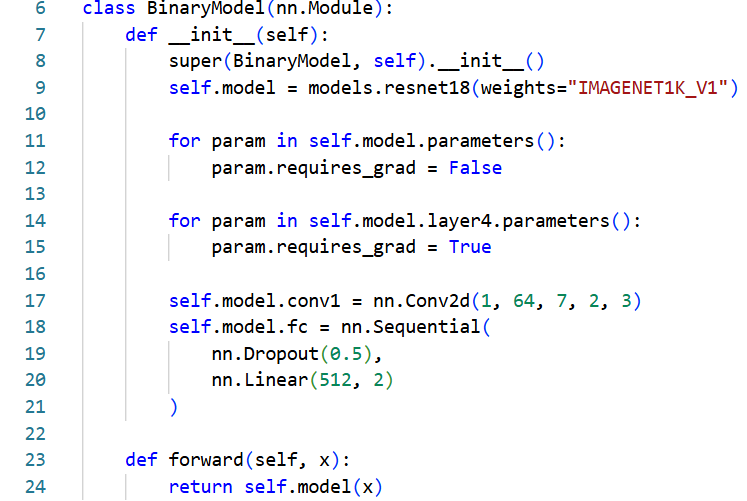 6 class BinaryModel(nn.Module):
7     def __init__(self):
8         super(BinaryModel, self).__init__()
9         self.model = models.resnet18(weights="IMAGENET1K_V1")
10
11         for param in self.model.parameters():
12             param.requires_grad = False
13
14         for param in self.model.layer4.parameters():
15             param.requires_grad = True
16
17         self.model.conv1 = nn.Conv2d(1, 64, 7, 2, 3)
18         self.model.fc = nn.Sequential(
19             nn.Dropout(0.5),
20             nn.Linear(512, 2)
21         )
22
23     def forward(self, x):
24         return self.model(x)